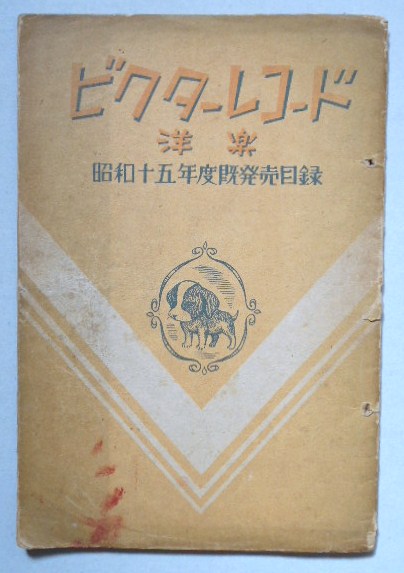 ビクターレコード
洋楽
昭和十五年度既発売目録